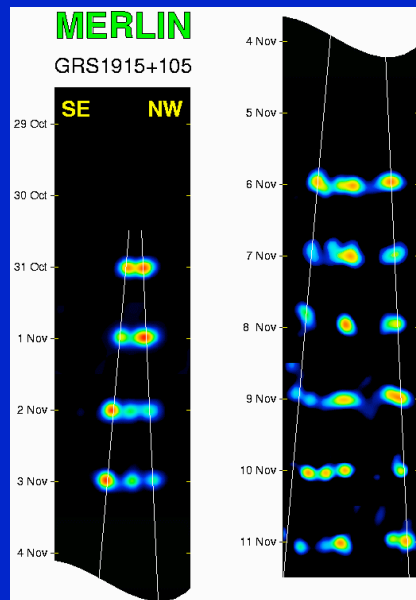 MERLIN
GRS1915+105
SE NW
29 Oct
30 Oct
31 Oct
1 Nov
2 Nov
3 Nov
4 Nov
4 Nov
5 Nov
6 Nov
7 Nov
8 Nov
9 Nov
10 Nov
11 Nov